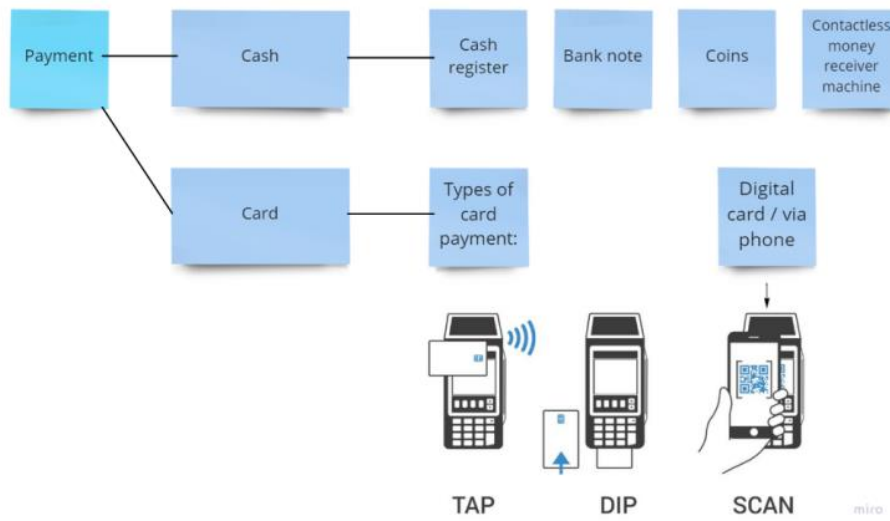 Payment
Cash
Cash
register
Bank note
Coins
Contactless
money
receiver
machine
Card
Types of
card
payment:
Digital
card / via
phone
TAP
DIP
SCAN
miro